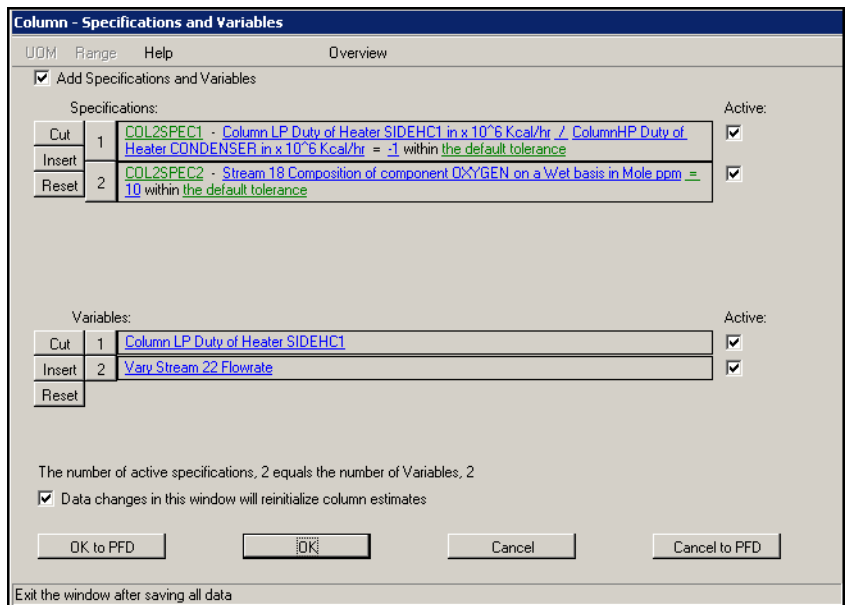 Column - Specifications and Variables
UOM Range Help Overview
Add Specifications and Variables
Specifications: Active:
Cut
Insert
Reset
1 COL2SPEC1 - Column LP Duty of Heater SIDEHC1 in x 10^6 Kcal/hr / ColumnHP Duty of
Heater CONDENSER in x 10^6 Kcal/hr = -1 within the default tolerance
2 COL2SPEC2 - Stream 18 Composition of component OXYGEN on a Wet basis in Mole ppm =
10 within the default tolerance
Variables: Active:
Cut 1 Column LP Duty of Heater SIDEHC1
Insert 2 Vary Stream 22 Flowrate
Reset
The number of active specifications, 2 equals the number of Variables, 2
Data changes in this window will reinitialize column estimates
OK to PFD OK Cancel Cancel to PFD
Exit the window after saving all data